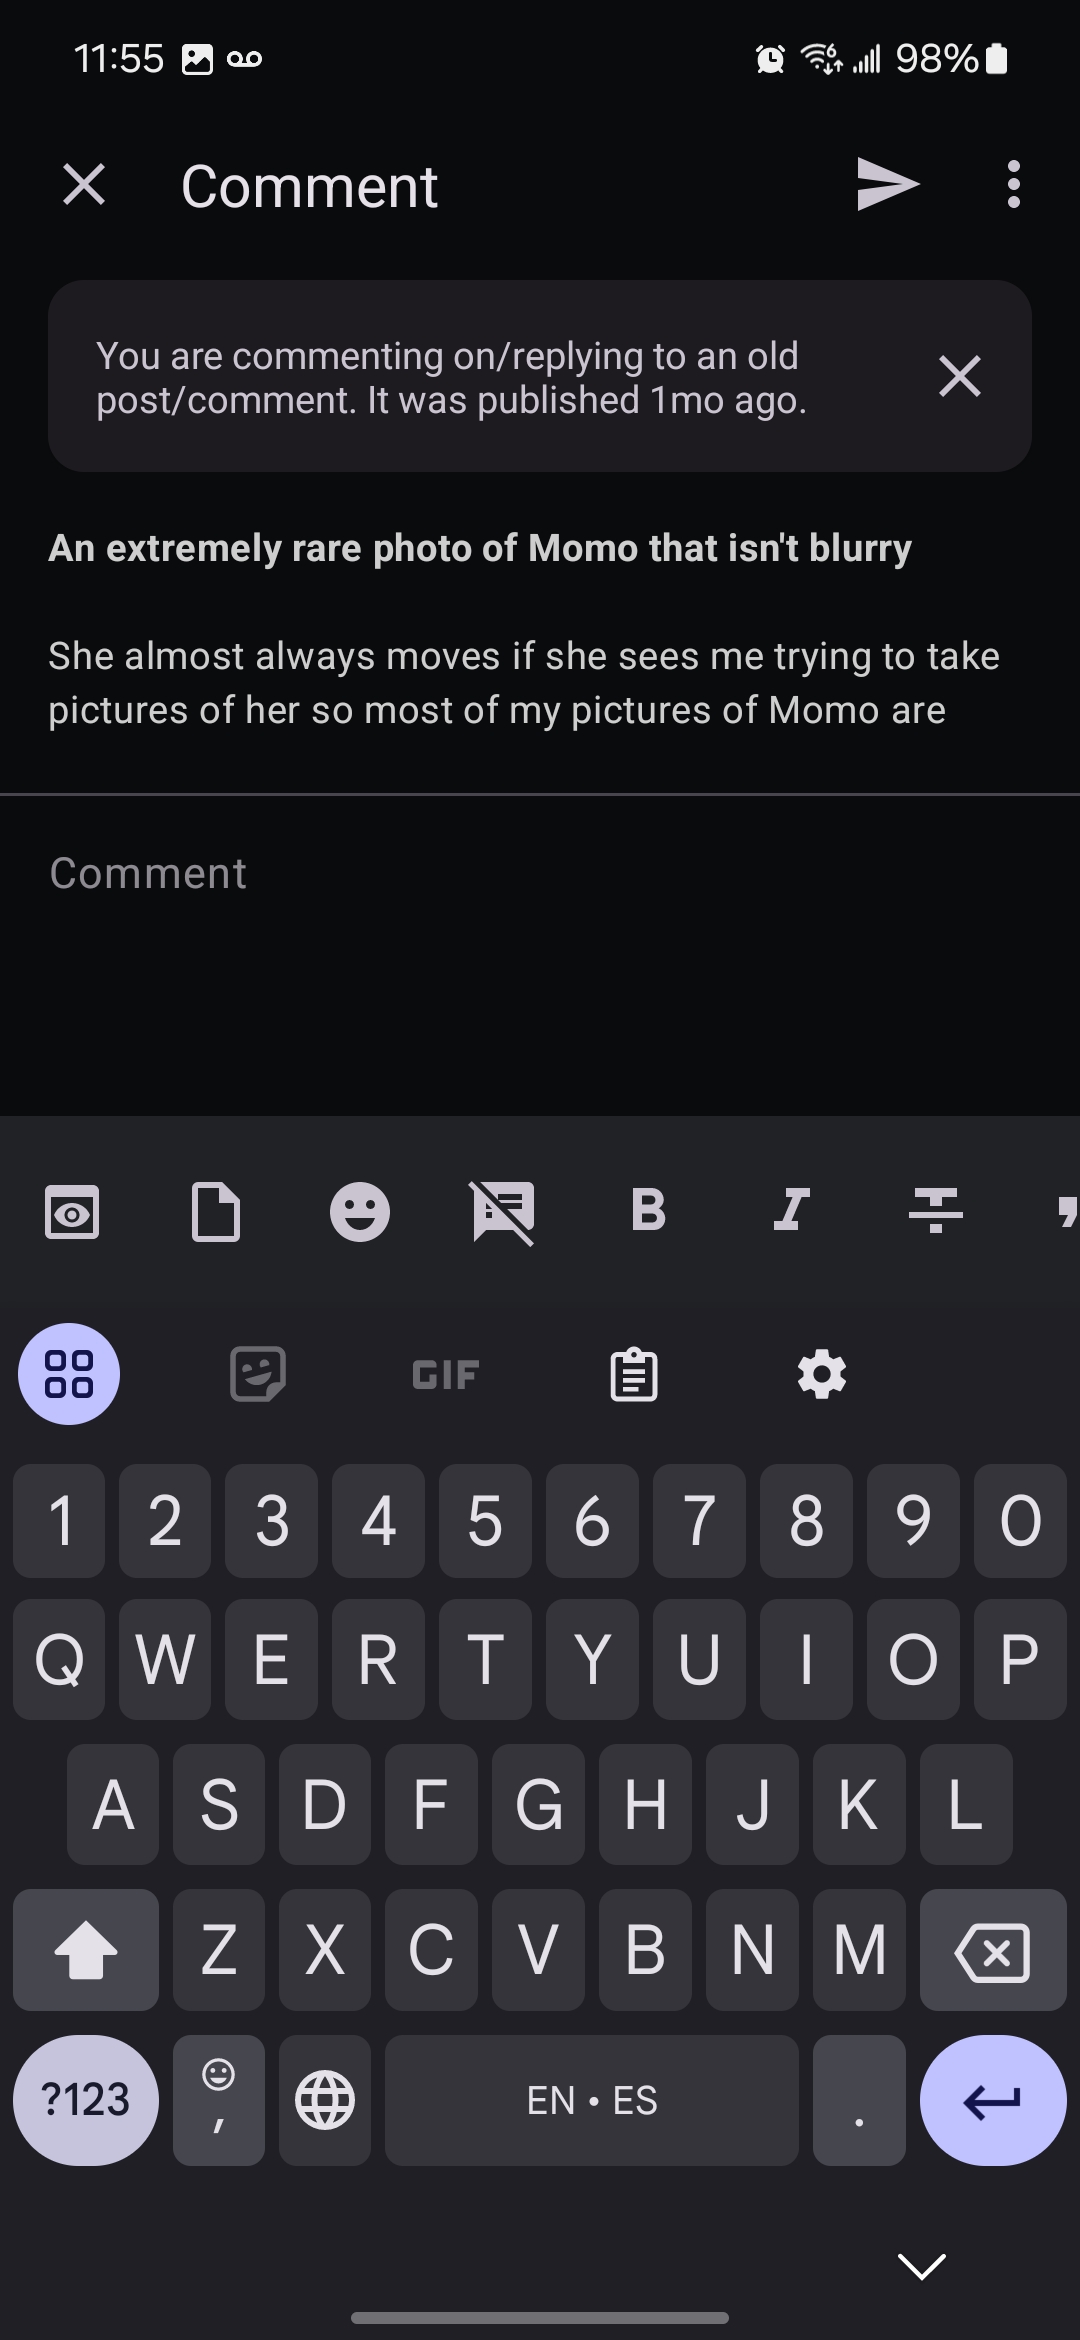 11:55
6
98%
Comment
You are commenting on/replying to an old
post/comment. It was published 1mo ago.
An extremely rare photo of Momo that isn't blurry
She almost always moves if she sees me trying to take
pictures of her so most of my pictures of Momo are
Comment
B I
GIF
1 2 3 4 5 6 7 8 9 0
Q W E R T Y U I O P
A S D F G H J K L
Z X C V B N M
?123 , EN • ES .